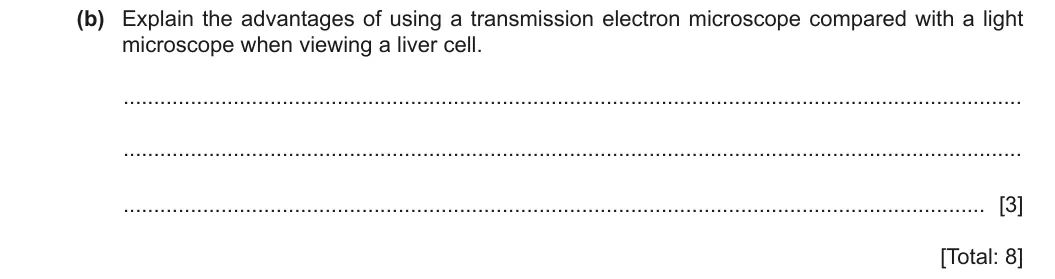 (b) Explain the advantages of using a transmission electron microscope compared with a light
microscope when viewing a liver cell.
..........................................................................................................................................................
..........................................................................................................................................................
.................................................................................................................................................... [3]
[Total: 8]